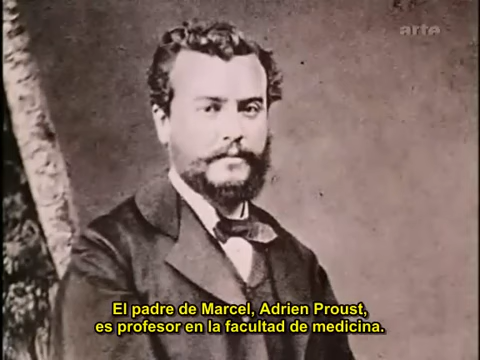 arte
El padre de Marcel, Adrien Proust,
es profesor en la facultad de medicina.